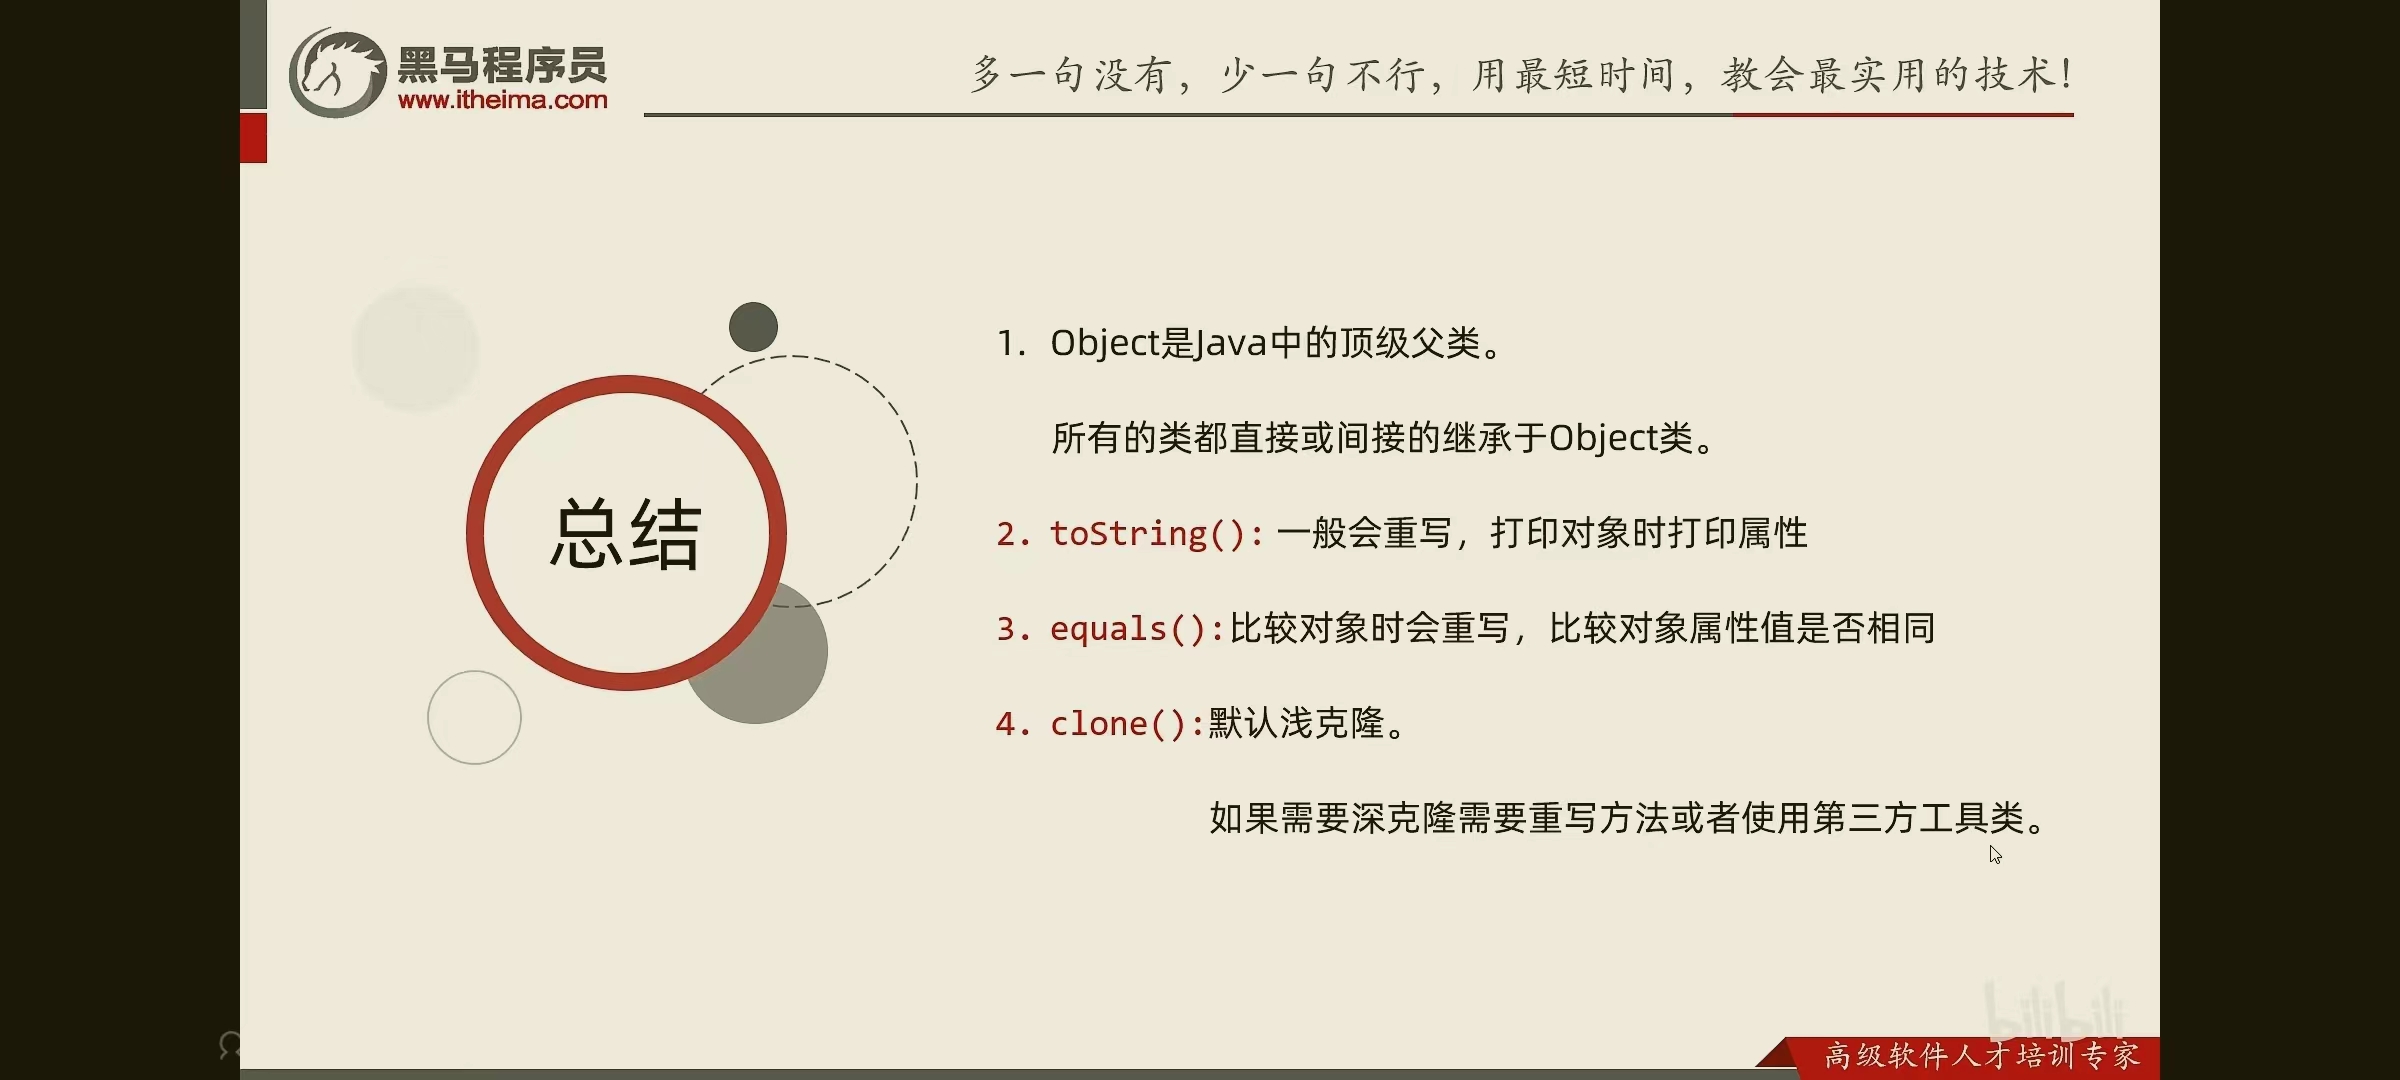 黑马程序员
www.itheima.com
多一句没有，少一句不行，用最短时间，教会最实用的技术！
总结
1. Object是Java中的顶级父类。
所有的类都直接或间接的继承于Object类。
2. toString(): 一般会重写，打印对象时打印属性
3. equals():比较对象时会重写，比较对象属性值是否相同
4. clone():默认浅克隆。
如果需要深克隆需要重写方法或者使用第三方工具类。
bilibili
高级软件人才培训专家